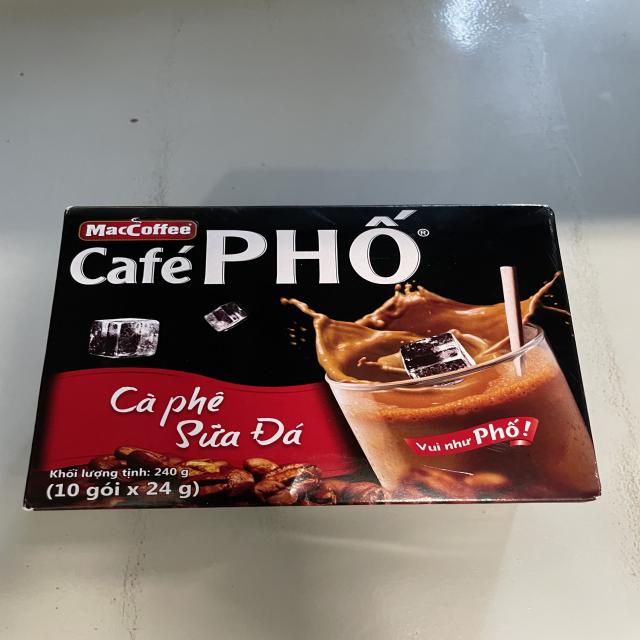 MacCoffee
Café PHỐ®
Cà phê
Sữa Đá
Vui như Phố!
Khối lượng tịnh: 240 g
(10 gói x 24 g)